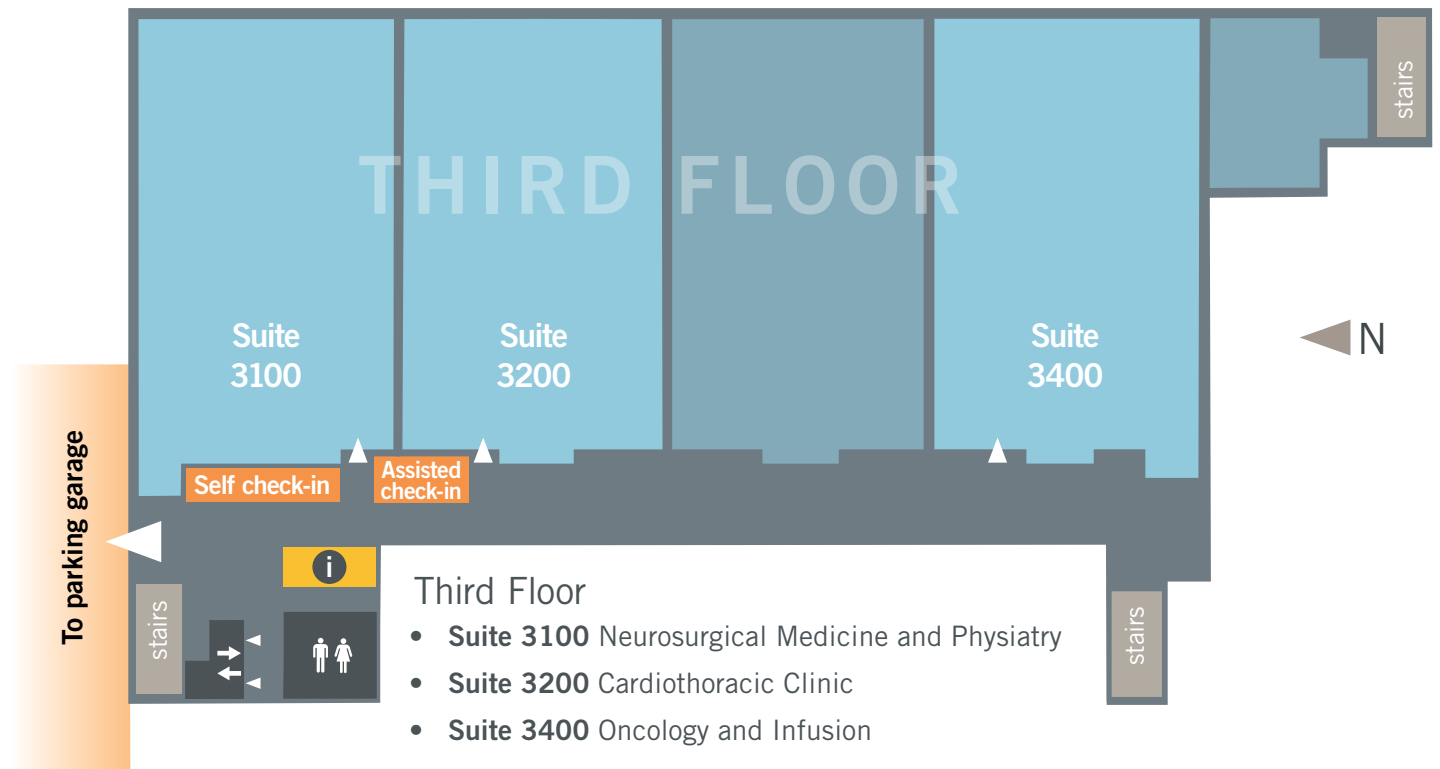 stairs
THIRD FLOOR
Suite
3100
Suite
3200
Suite
3400
N
To parking garage
Self check-in
Assisted
check-in
i
stairs
stairs
Third Floor
• Suite 3100 Neurosurgical Medicine and Physiatry
• Suite 3200 Cardiothoracic Clinic
• Suite 3400 Oncology and Infusion